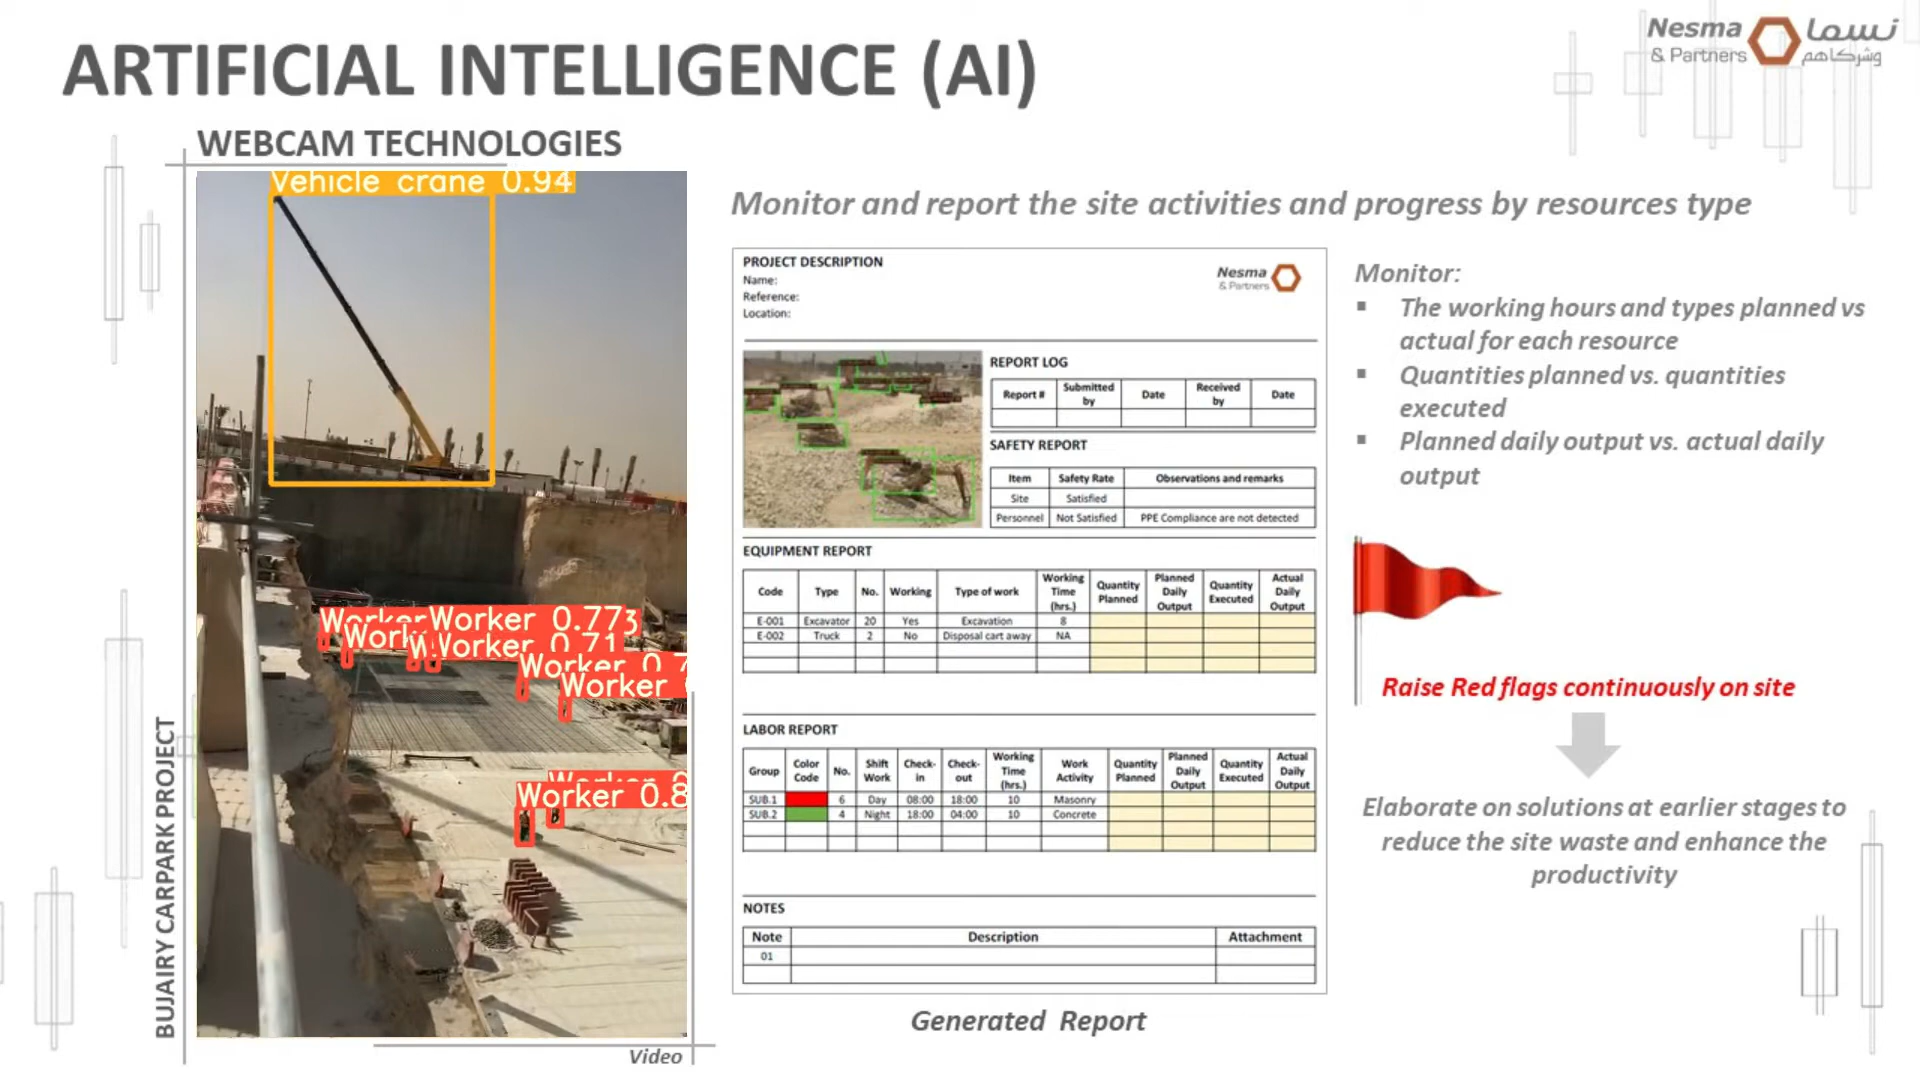 ARTIFICIAL INTELLIGENCE (AI)
Nesma
& Partners
نسما
وشركاهم
WEBCAM TECHNOLOGIES
Vehicle crane 0.94
Worker 0.773
Worker 0.71
Worker 0.7
Worker
Worker 0.8
BUJAIRY CARPARK PROJECT
Video
Monitor and report the site activities and progress by resources type
PROJECT DESCRIPTION
Name:
Reference:
Location:
Nesma
& Partners
REPORT LOG
Report # Submitted by Date Received by Date
SAFETY REPORT
Item Safety Rate Observations and remarks
Site Satisfied
Personnel Not Satisfied PPE Compliance are not detected
EQUIPMENT REPORT
Code Type No. Working Type of work Working Time (hrs.) Quantity Planned Planned Daily Output Quantity Executed Actual Daily Output
E-001 Excavator 20 Yes Excavation 8
E-002 Truck 2 No Disposal cart away NA
LABOR REPORT
Group Color Code No. Shift Work Check-in Check-out Working Time (hrs.) Work Activity Quantity Planned Planned Daily Output Quantity Executed Actual Daily Output
SUB.1 6 Day 08:00 18:00 10 Masonry
SUB.2 4 Night 18:00 04:00 10 Concrete
NOTES
Note Description Attachment
01
Generated Report
Monitor:
▪ The working hours and types planned vs
actual for each resource
▪ Quantities planned vs. quantities
executed
▪ Planned daily output vs. actual daily
output
Raise Red flags continuously on site
Elaborate on solutions at earlier stages to
reduce the site waste and enhance the
productivity